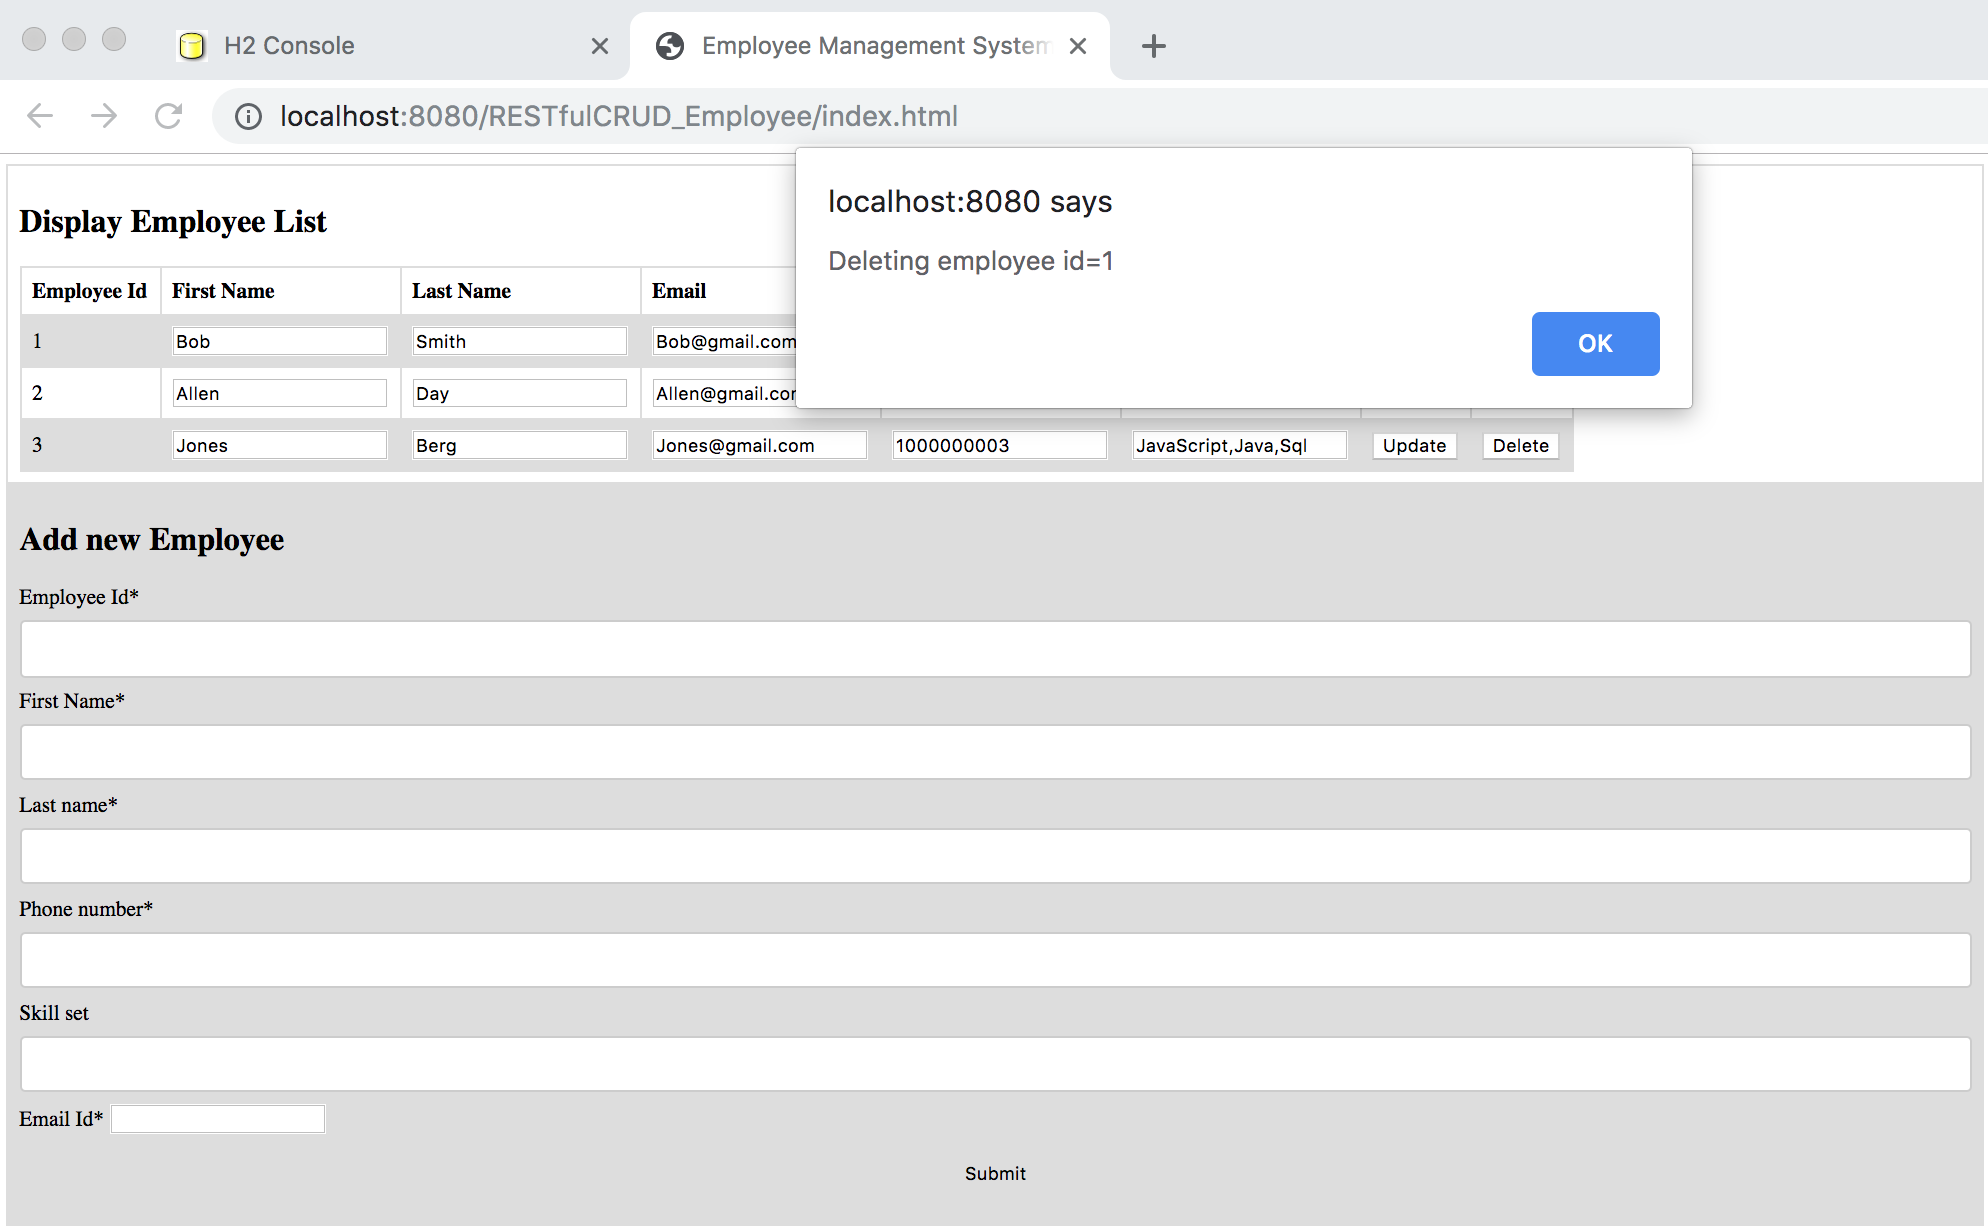 H2 Console
Employee Management System
localhost:8080/RESTfulCRUD_Employee/index.html
localhost:8080 says
Deleting employee id=1
OK
Display Employee List
Employee Id First Name Last Name Email
1 Bob Smith Bob@gmail.com
2 Allen Day
3 Jones Berg Jones@gmail.com 1000000003 JavaScript,Java,Sql Update Delete
Add new Employee
Employee Id*
First Name*
Last name*
Phone number*
Skill set
Email Id*
Submit